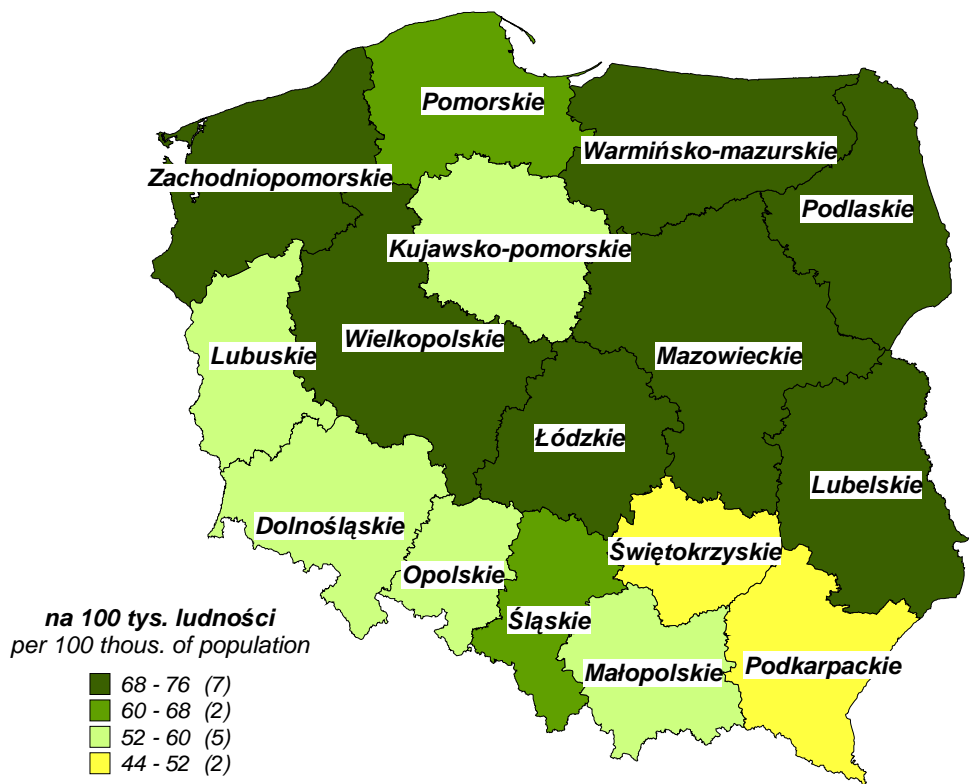 Pomorskie
Warmińsko-mazurskie
Zachodniopomorskie
Podlaskie
Kujawsko-pomorskie
Wielkopolskie
Lubuskie
Mazowieckie
Łódzkie
Lubelskie
Dolnośląskie
Świętokrzyskie
Opolskie
Śląskie
Małopolskie
Podkarpackie
na 100 tys. ludności
per 100 thous. of population
68 - 76 (7)
60 - 68 (2)
52 - 60 (5)
44 - 52 (2)